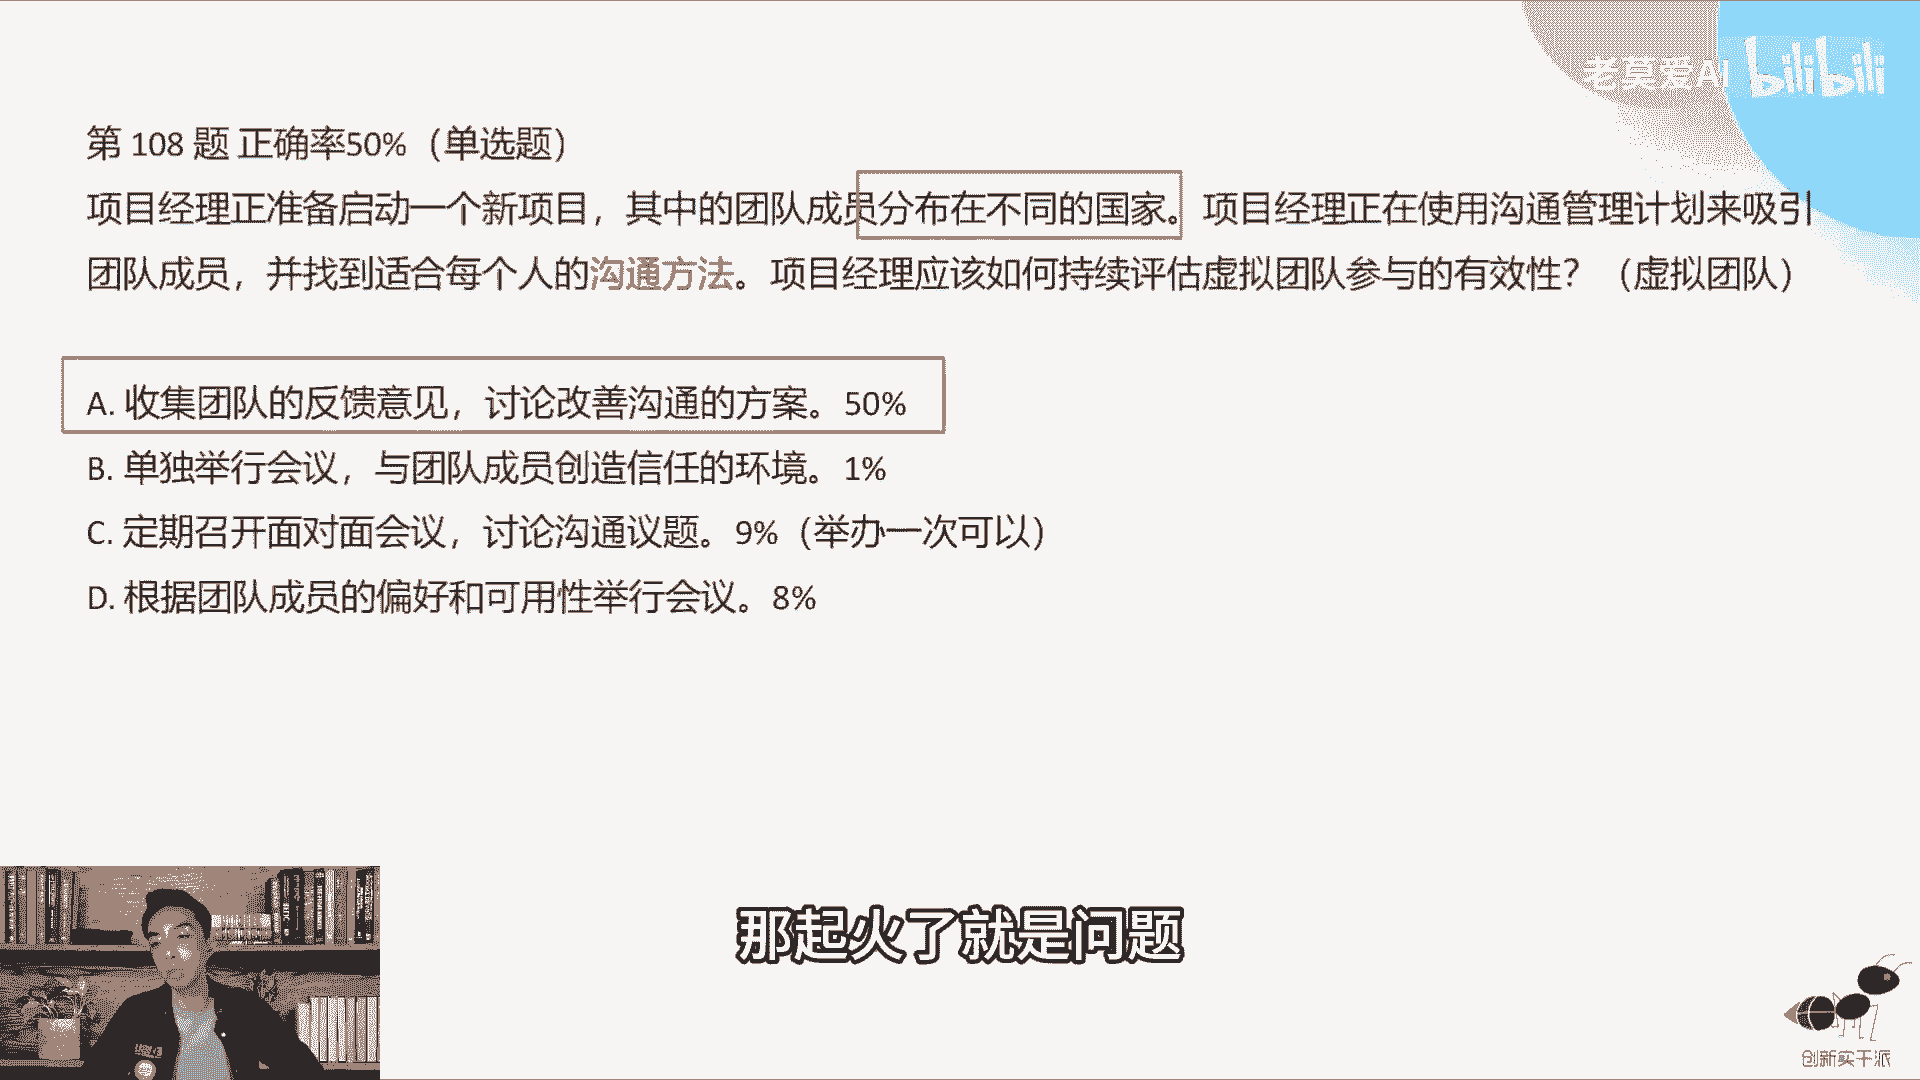 老莫爱AI bilibili
第 108 题 正确率50%（单选题）
项目经理正准备启动一个新项目，其中的团队成员分布在不同的国家。项目经理正在使用沟通管理计划来吸引
团队成员，并找到适合每个人的沟通方法。项目经理应该如何持续评估虚拟团队参与的有效性？（虚拟团队）
A. 收集团队的反馈意见，讨论改善沟通的方案。50%
B. 单独举行会议，与团队成员创造信任的环境。1%
C. 定期召开面对面会议，讨论沟通议题。9%（举办一次可以）
D. 根据团队成员的偏好和可用性举行会议。8%
那起火了就是问题
创新实干派